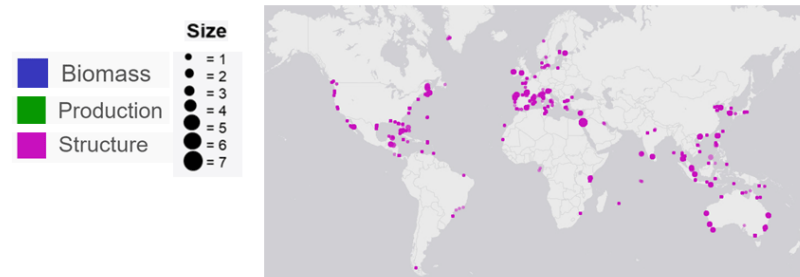 Size
= 1
= 2
= 3
= 4
= 5
= 6
= 7
Biomass
Production
Structure